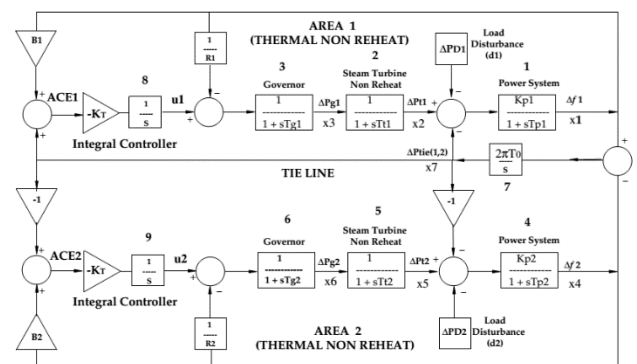 AREA 1
(THERMAL NON REHEAT)
B1
1
-----
R1
ΔPD1
Load
Disturbance
(d1)
8
3
2
1
Governor
Steam Turbine
Non Reheat
Power System
ACE1
-KT
1
-----
s
u1
1
1 + sTg1
ΔPg1
x3
1
1 + sTt1
ΔPt1
x2
Kp1
1 + sTp1
Δf 1
x1
Integral Controller
ΔPtie(1,2)
x7
2πT0
s
7
TIE LINE
-1
-1
9
6
5
4
Governor
Steam Turbine
Non Reheat
Power System
ACE2
-KT
1
-----
s
u2
1
1 + sTg2
ΔPg2
x6
1
1 + sTt2
ΔPt2
x5
Kp2
1 + sTp2
Δf 2
x4
Integral Controller
B2
1
-----
R2
AREA 2
(THERMAL NON REHEAT)
ΔPD2
Load
Disturbance
(d2)